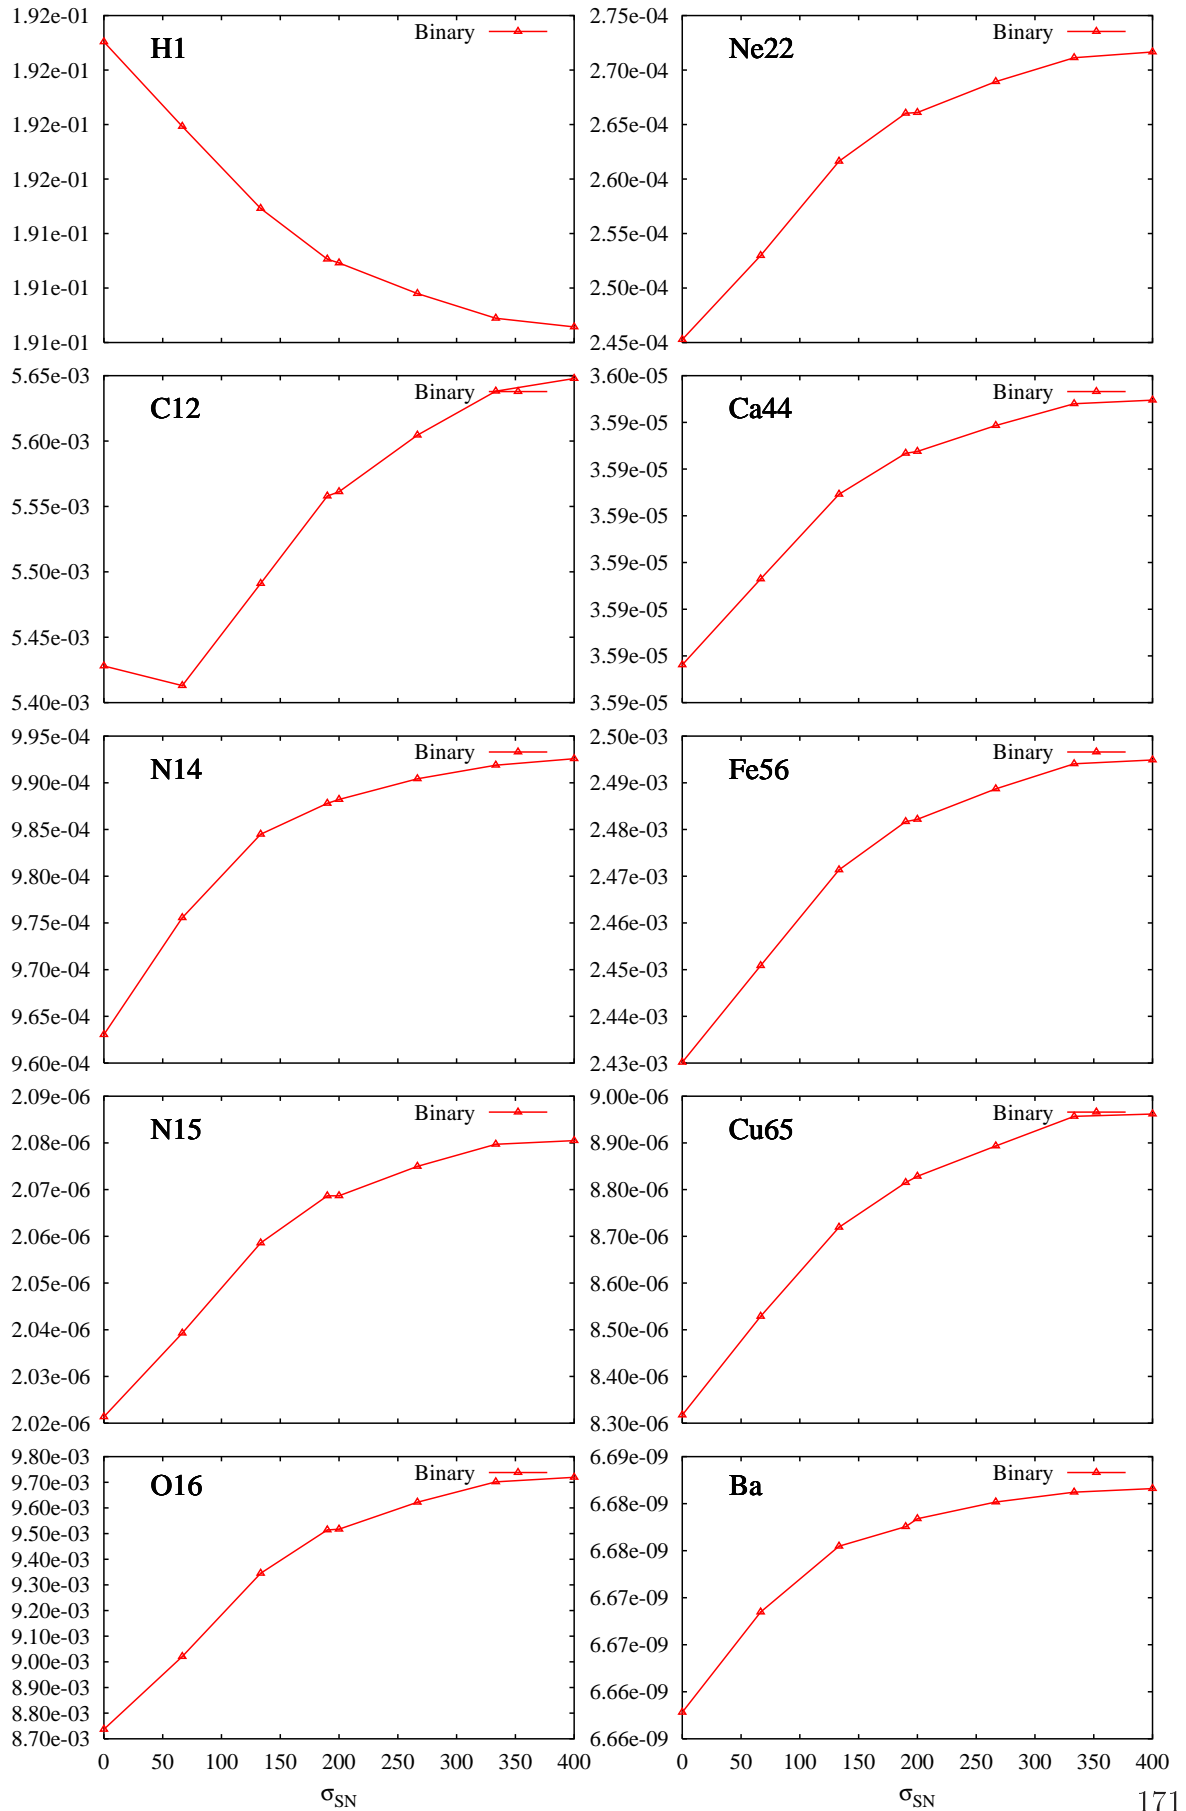 1.92e-01
1.92e-01
1.92e-01
1.92e-01
1.91e-01
1.91e-01
1.91e-01
H1
Binary
2.75e-04
2.70e-04
2.65e-04
2.60e-04
2.55e-04
2.50e-04
2.45e-04
Ne22
Binary
5.65e-03
5.60e-03
5.55e-03
5.50e-03
5.45e-03
5.40e-03
C12
Binary
3.60e-05
3.59e-05
3.59e-05
3.59e-05
3.59e-05
3.59e-05
3.59e-05
3.59e-05
Ca44
Binary
9.95e-04
9.90e-04
9.85e-04
9.80e-04
9.75e-04
9.70e-04
9.65e-04
9.60e-04
N14
Binary
2.50e-03
2.49e-03
2.48e-03
2.47e-03
2.46e-03
2.45e-03
2.44e-03
2.43e-03
Fe56
Binary
2.09e-06
2.08e-06
2.07e-06
2.06e-06
2.05e-06
2.04e-06
2.03e-06
2.02e-06
N15
Binary
9.00e-06
8.90e-06
8.80e-06
8.70e-06
8.60e-06
8.50e-06
8.40e-06
8.30e-06
Cu65
Binary
9.80e-03
9.70e-03
9.60e-03
9.50e-03
9.40e-03
9.30e-03
9.20e-03
9.10e-03
9.00e-03
8.90e-03
8.80e-03
8.70e-03
O16
Binary
0 50 100 150 200 250 300 350 400
σSN
6.69e-09
6.68e-09
6.68e-09
6.67e-09
6.67e-09
6.66e-09
6.66e-09
Ba
Binary
0 50 100 150 200 250 300 350 400
σSN
171